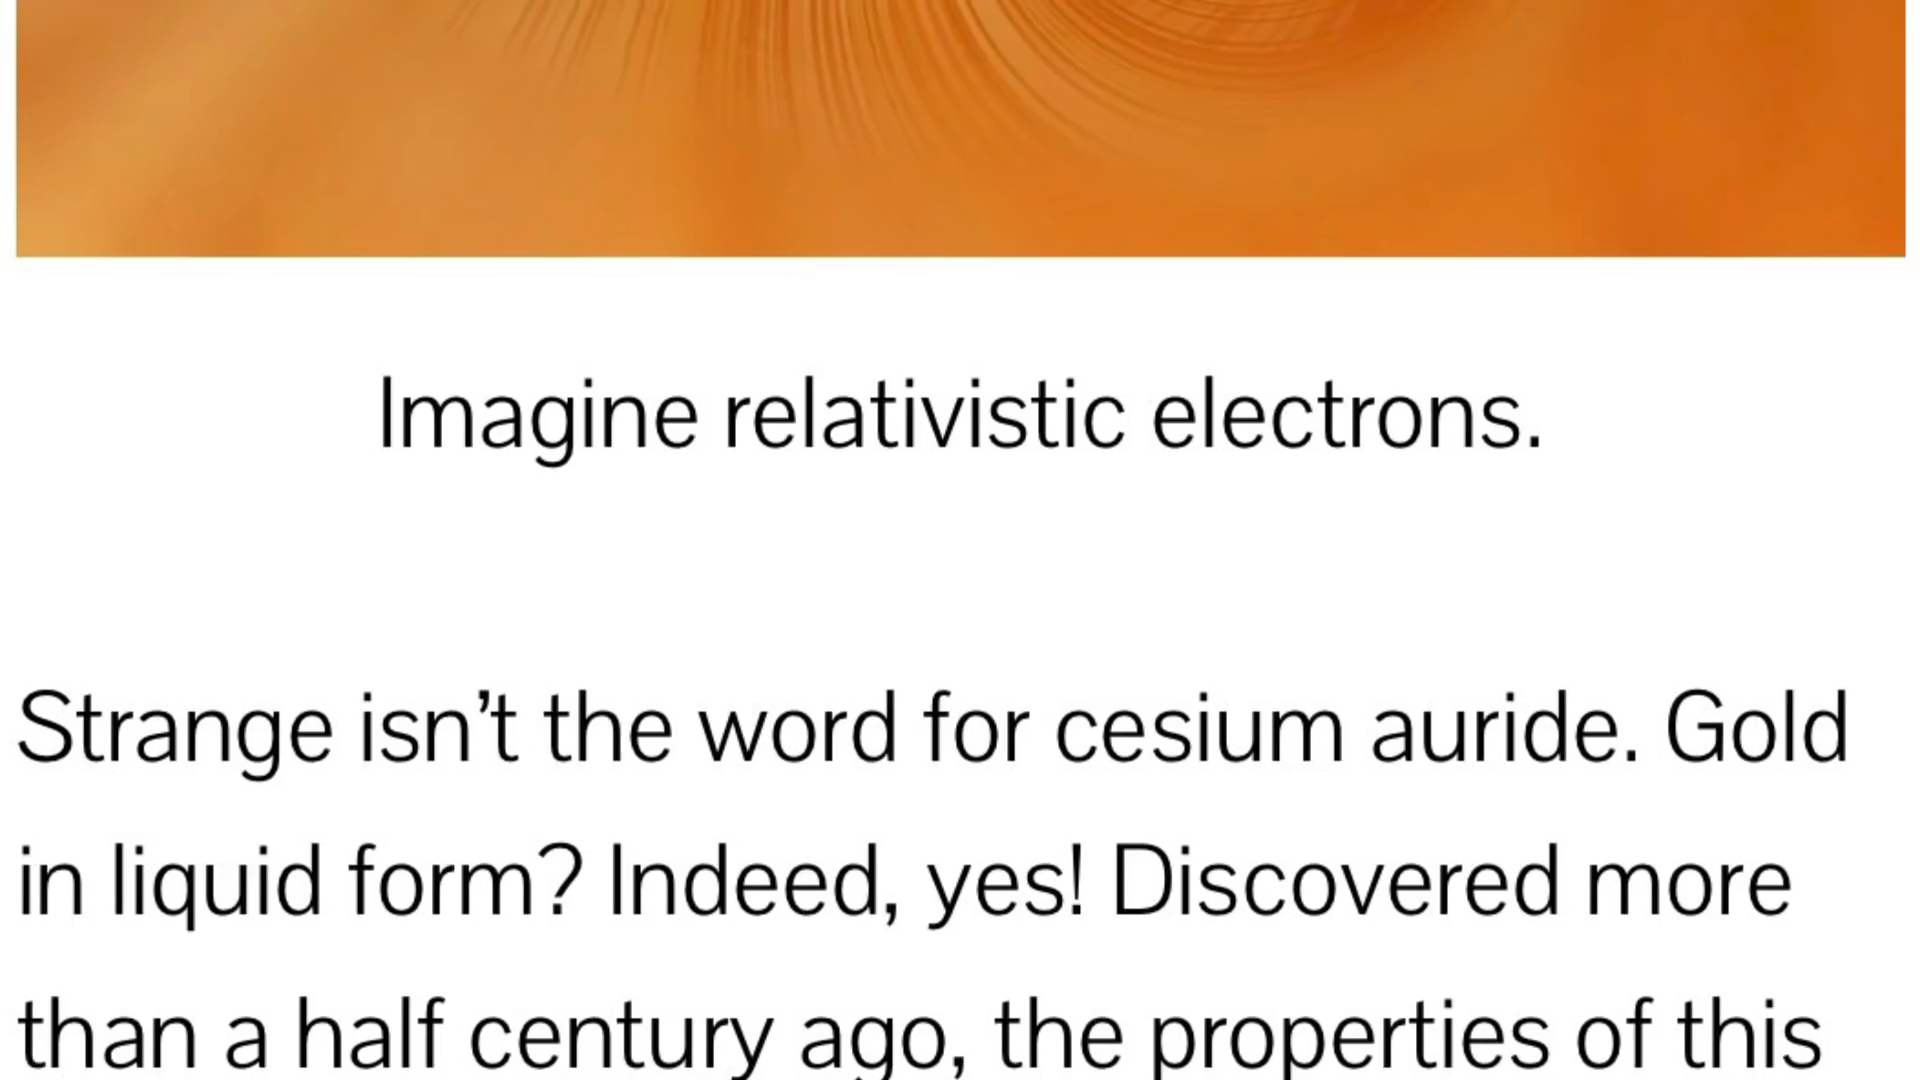 Imagine relativistic electrons.
Strange isn’t the word for cesium auride. Gold
in liquid form? Indeed, yes! Discovered more
than a half century ago, the properties of this